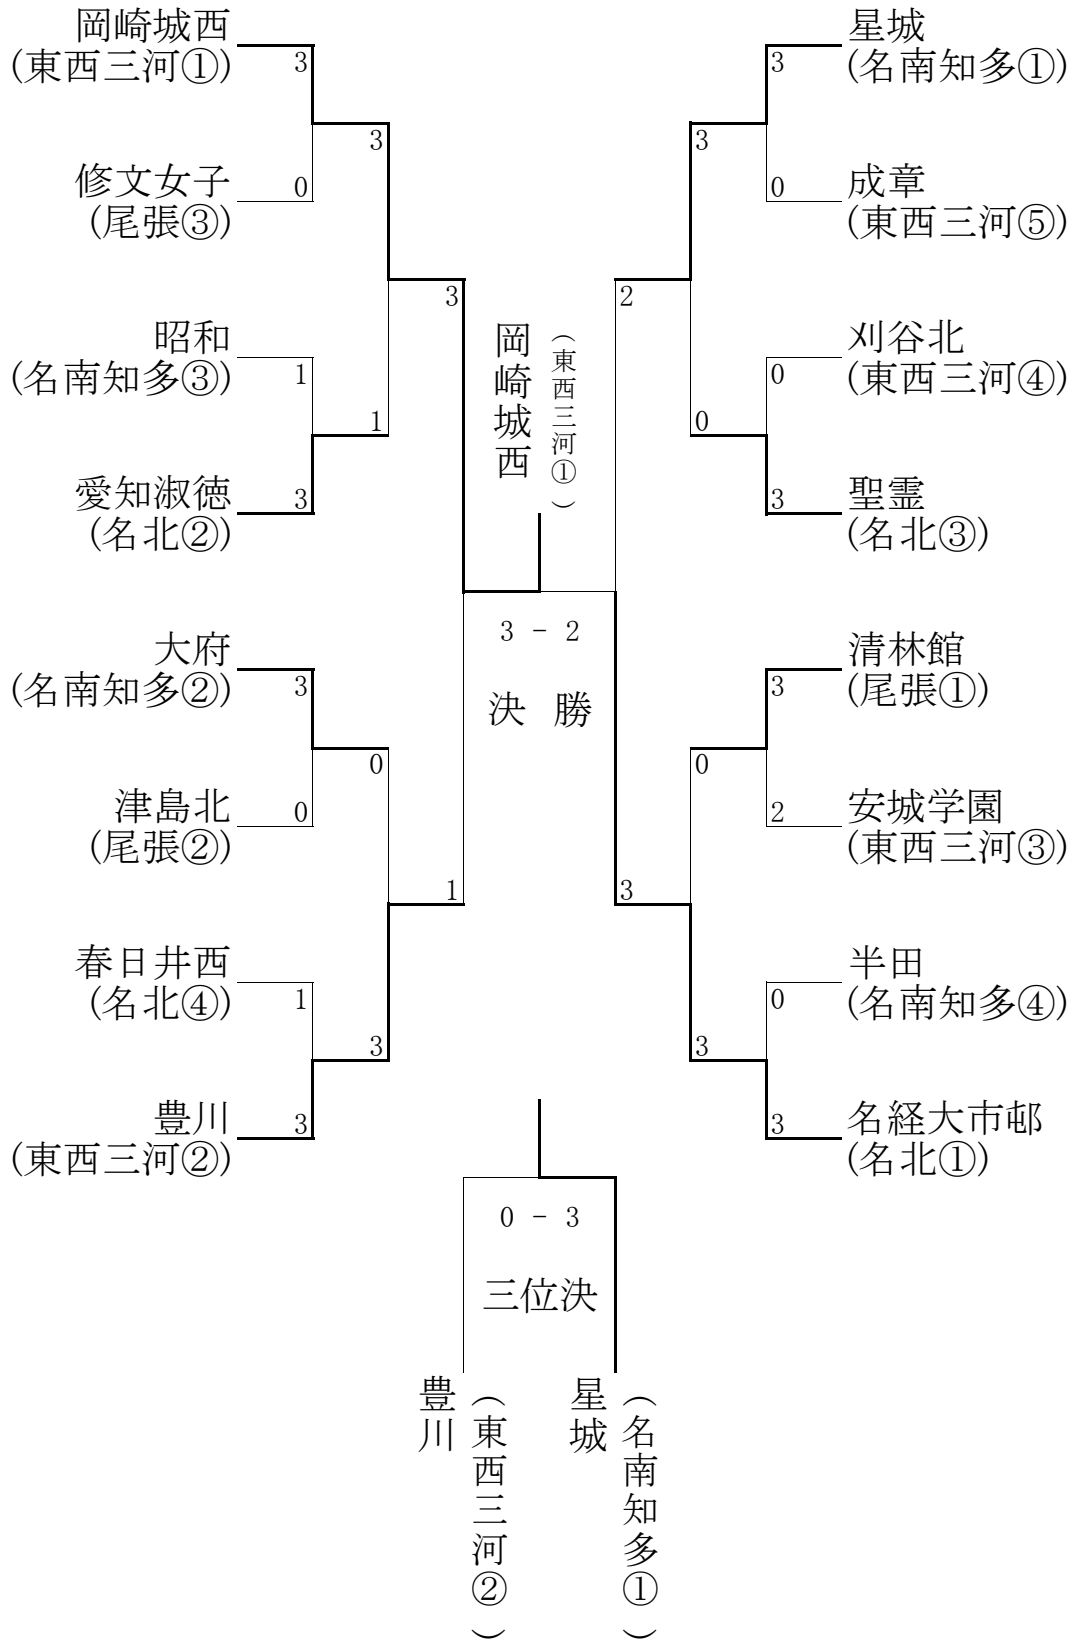 岡崎城西
(東西三河①)
3
3
修文女子
(尾張③)
0
昭和
(名南知多③)
1
1
愛知淑徳
(名北②)
3
3
大府
(名南知多②)
3
0
津島北
(尾張②)
0
1
春日井西
(名北④)
1
3
豊川
(東西三河②)
3
岡崎城西
(東西三河①)
3 - 2
決 勝
星城
(名南知多①)
3
3
成章
(東西三河⑤)
0
2
刈谷北
(東西三河④)
0
0
聖霊
(名北③)
3
清林館
(尾張①)
3
0
安城学園
(東西三河③)
2
3
半田
(名南知多④)
0
3
名経大市邨
(名北①)
3
0 - 3
三位決
豊川
(東西三河②)
星城
(名南知多①)